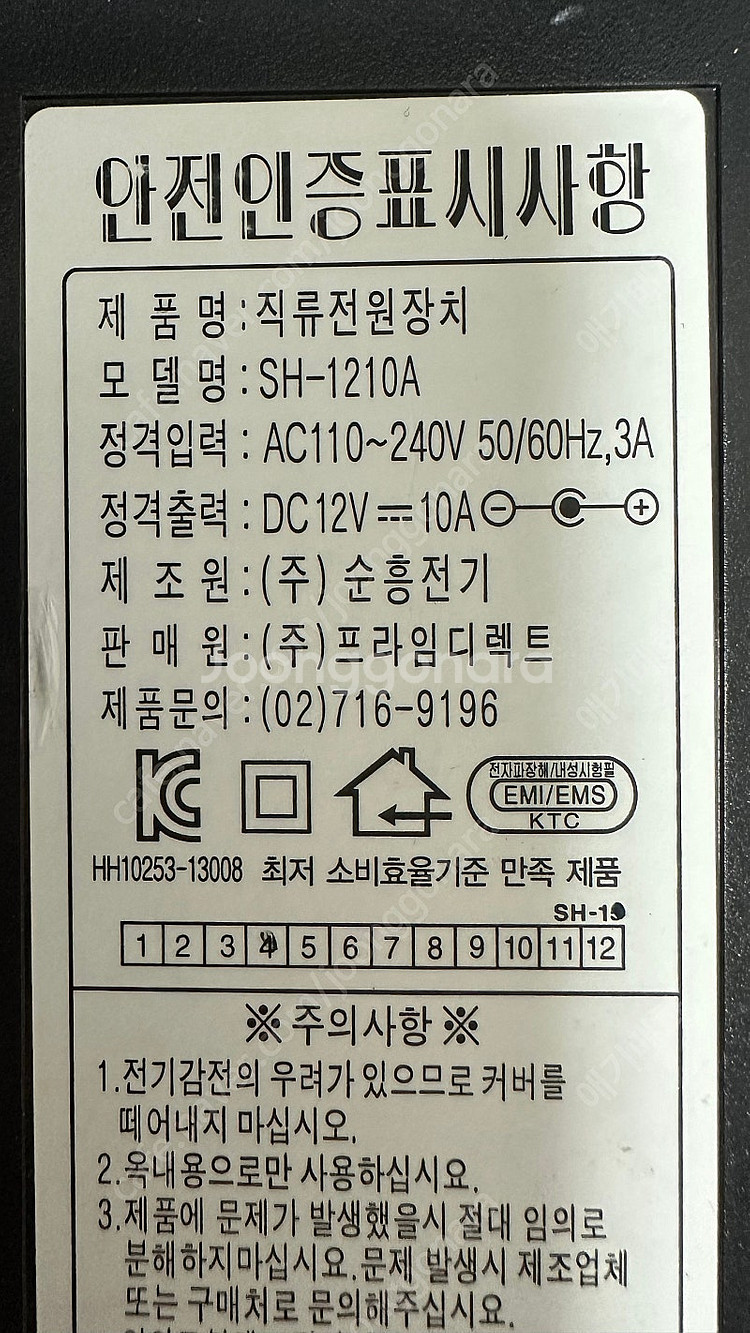 안전인증표시사항
제 품 명 : 직류전원장치
모 델 명 : SH-1210A
정격입력 : AC110~240V 50/60Hz,3A
정격출력 : DC12V 10A
제 조 원 : (주) 순흥전기
판 매 원 : (주) 프라임디렉트
Joonggonara
제품문의 : (02)716-9196
전자파장해/내성시험필
EMI/EMS
KTC
HH10253-13008 최저 소비효율기준 만족 제품
1 2 3 4 5 6 7 8 9 10 11 12
※주의사항※
1.전기감전의 우려가 있으므로 커버를
떼어내지 마십시오.
2.옥내용으로만 사용하십시요.
3.제품에 문제가 발생했을시 절대 임의로
분해하지마십시요.문제 발생시 제조업체
또는 구매처로 문의해주십시요.